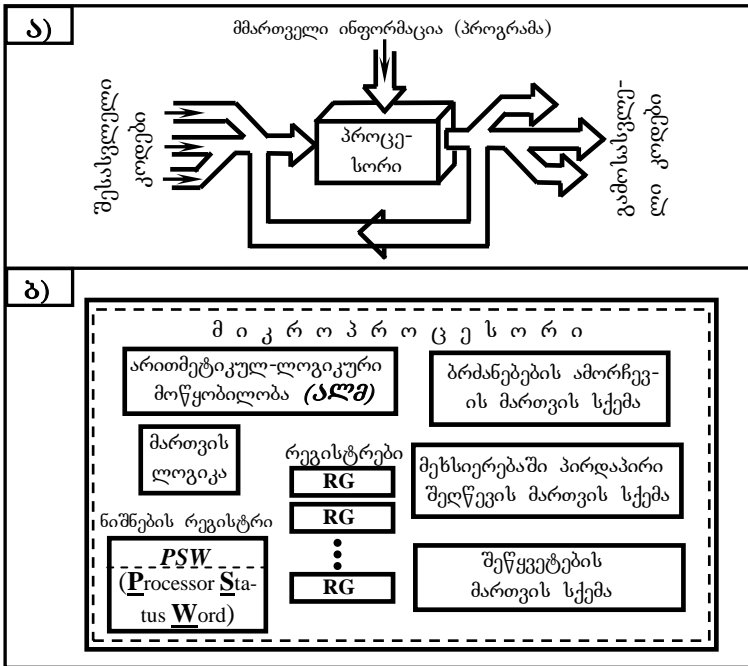 ა)
მმართველი ინფორმაცია (პროგრამა)
შესასვლელი
კოდები
პროცე-
სორი
გამოსასვლე-
ლი კოდები
ბ)
მიკროპროცესორი
არითმეტიკულ-ლოგიკური
მოწყობილობა (ალმ)
ბრძანებების ამორჩევ-
ის მართვის სქემა
მართვის
ლოგიკა
რეგისტრები
RG
RG
RG
მეხსიერებაში პირდაპირი
შეღწევის მართვის სქემა
ნიშნების რეგისტრი
PSW
(Processor Sta-
tus Word)
შეწყვეტების
მართვის სქემა